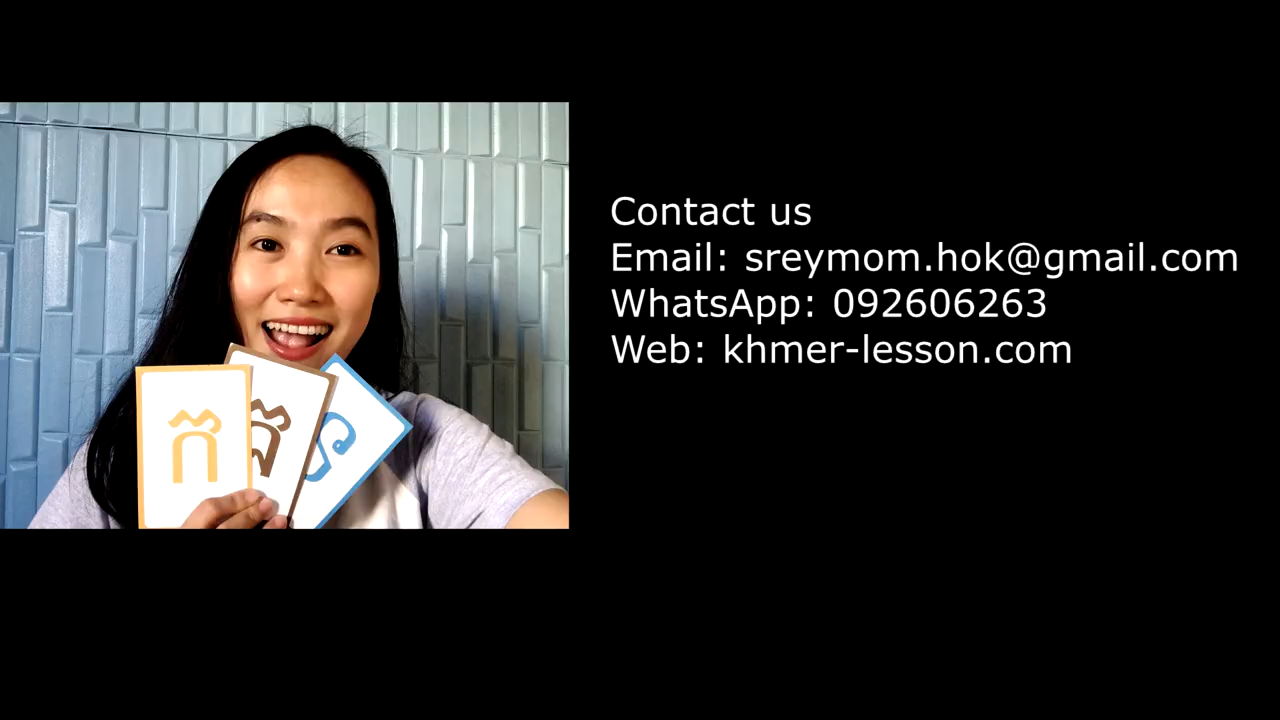 Contact us
Email: sreymom.hok@gmail.com
WhatsApp: 092606263
Web: khmer-lesson.com
ក